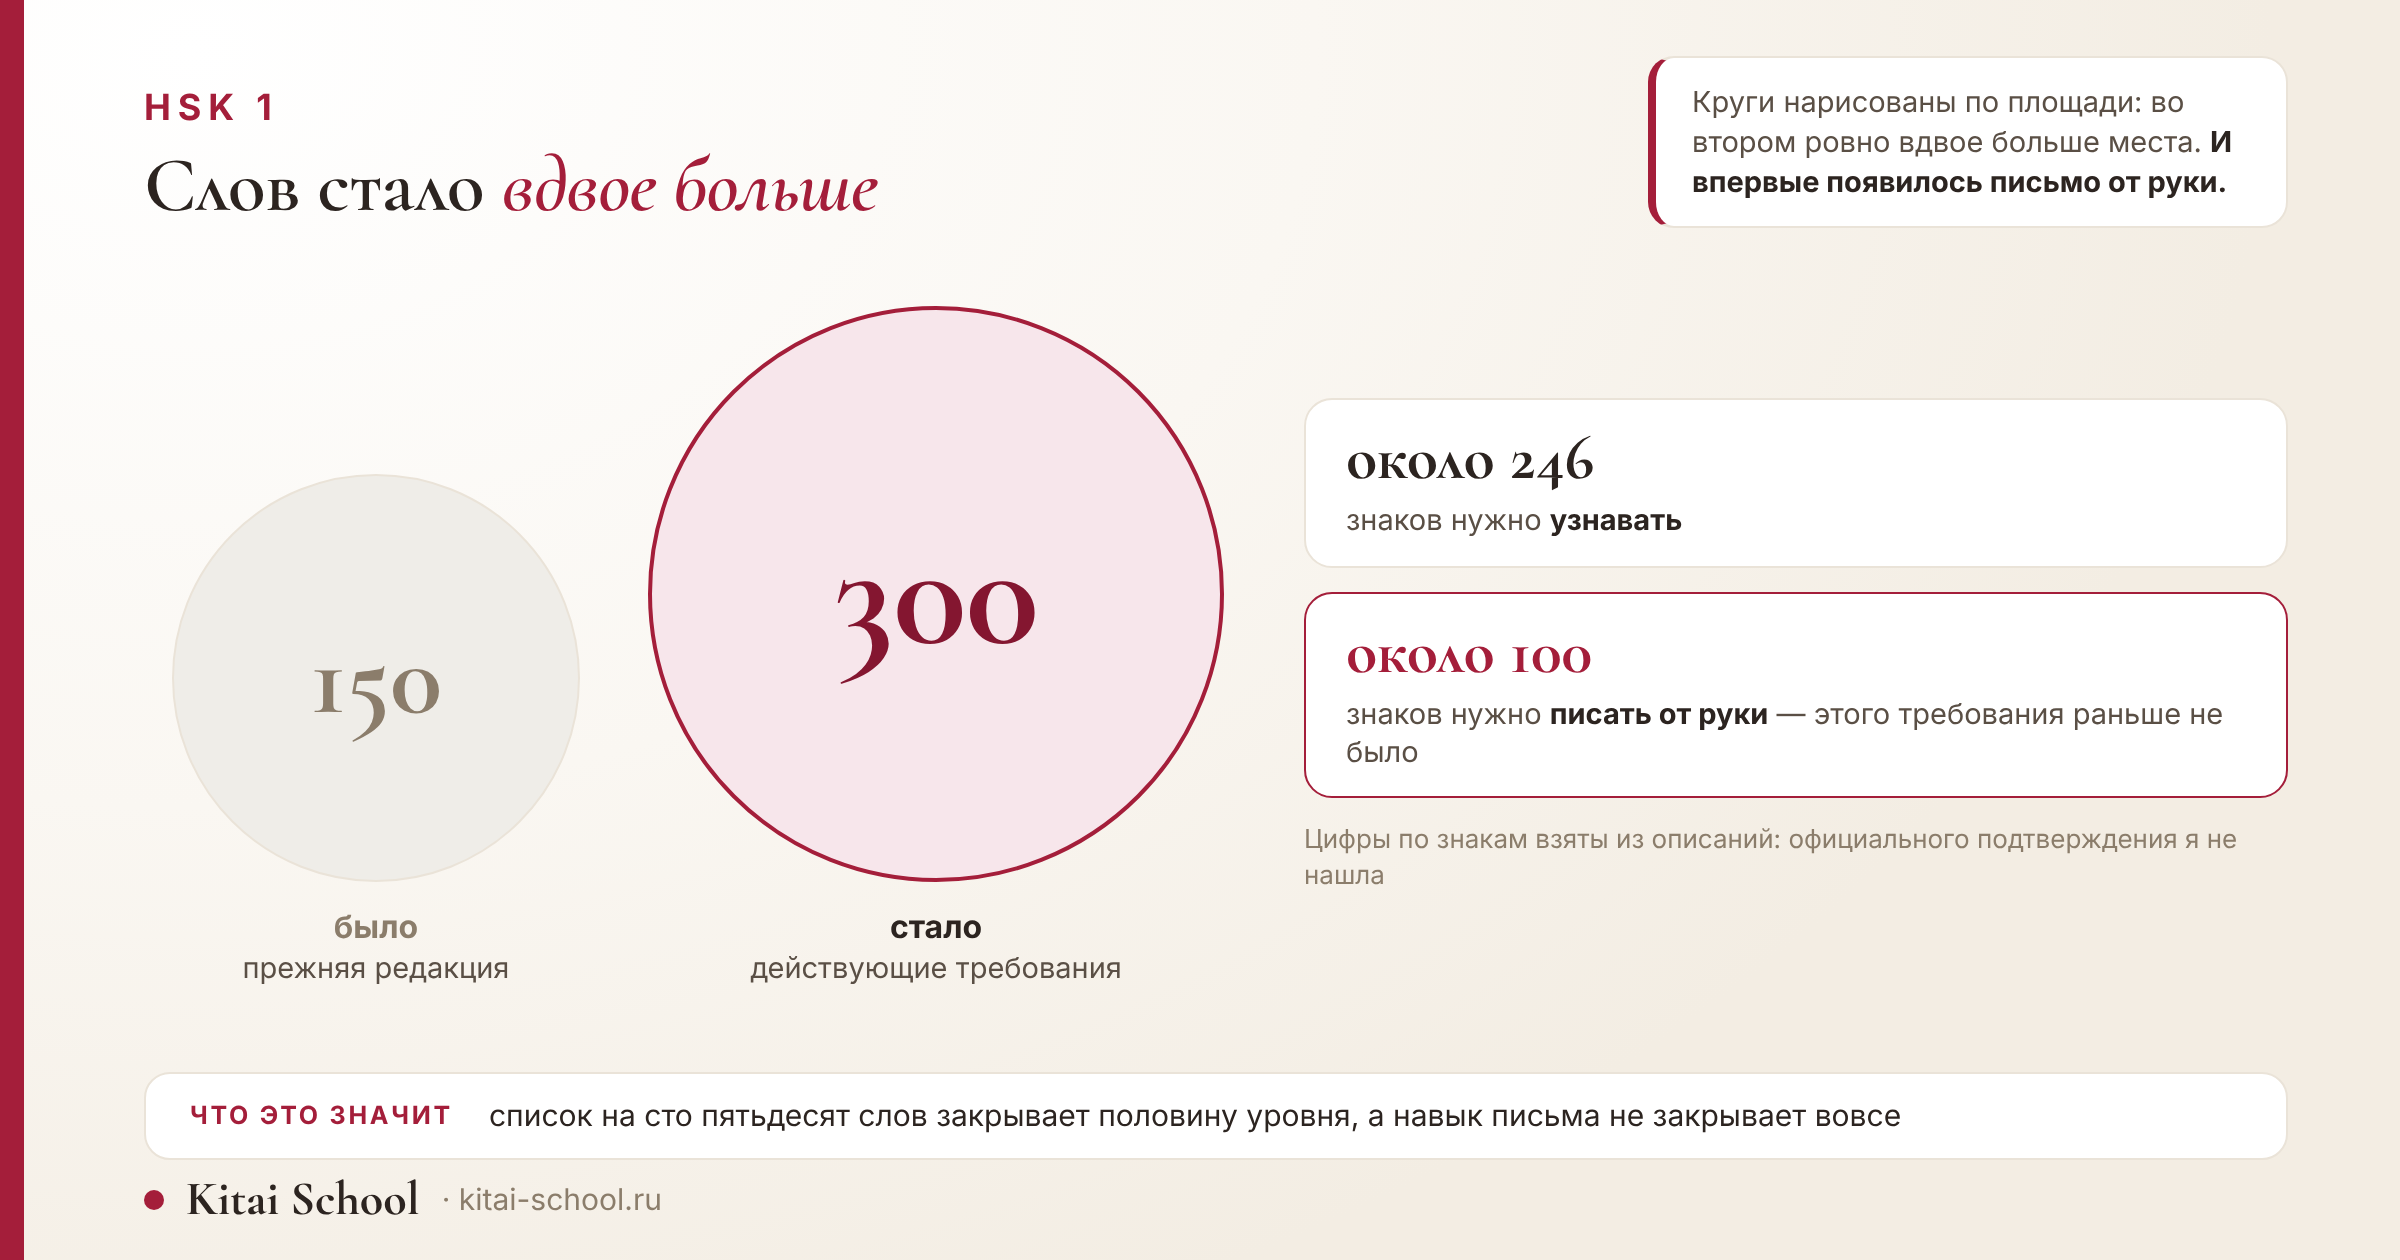 HSK 1
Слов стало вдвое больше
Круги нарисованы по площади: во
втором ровно вдвое больше места. И
впервые появилось письмо от руки.
150
было
прежняя редакция
300
стало
действующие требования
около 246
знаков нужно узнавать
около 100
знаков нужно писать от руки — этого требования раньше не
было
Цифры по знакам взяты из описаний: официального подтверждения я не
нашла
ЧТО ЭТО ЗНАЧИТ список на сто пятьдесят слов закрывает половину уровня, а навык письма не закрывает вовсе
Kitai School · kitai-school.ru